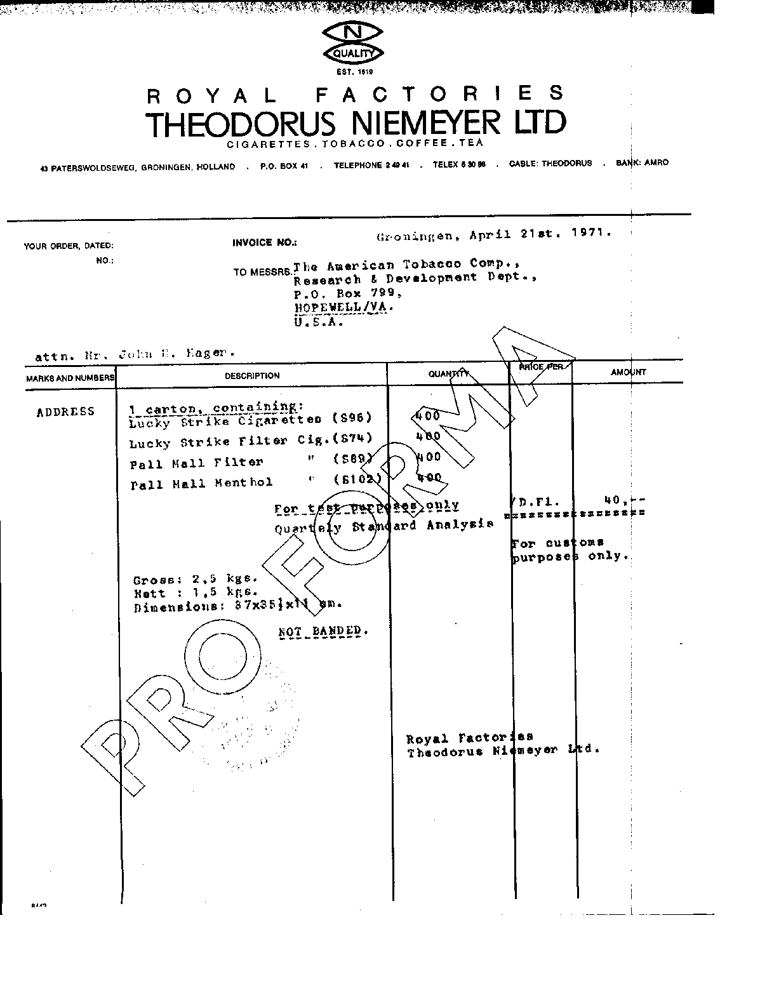 N
QUALITY
EST. 1819
ROYAL FACTORIES
THEODORUS NIEMEYER LTD
CIGARETTES . TOBACCO . COFFEE . TEA
43 PATERSWOLDSEWEG, GRONINGEN, HOLLAND . P.O. BOX 41 . TELEPHONE 2 49 41 . TELEX 5 30 98 . CABLE: THEODORUS . BANK: AMRO
YOUR ORDER, DATED: INVOICE NO.: Groningen, April 21st. 1971.
NO.:
TO MESSRS. The American Tobacco Comp.,
Research & Development Dept.,
P.O. Box 799,
HOPEWELL/VA.
U.S.A.
attn. Mr. John H. Hager.
MARKS AND NUMBERS DESCRIPTION QUANTITY PRICE PER AMOUNT
ADDRESS 1 carton, containing:
Lucky Strike Cigarettes (S96) 400
Lucky Strike Filter Cig. (S74) 400
Pall Mall Filter " (S89) 400
Pall Mall Menthol " (S102) 400
For test purposes only D.Fl. 40,--
Quartely Standard Analysis
For customs
purposes only.
Gross: 2,5 kgs.
Nett : 1,5 kgs.
Dimensions: 37x35½x11 cm.
NOT BANDED.
PRO FORMA
Royal Factories
Theodorus Niemeyer Ltd.